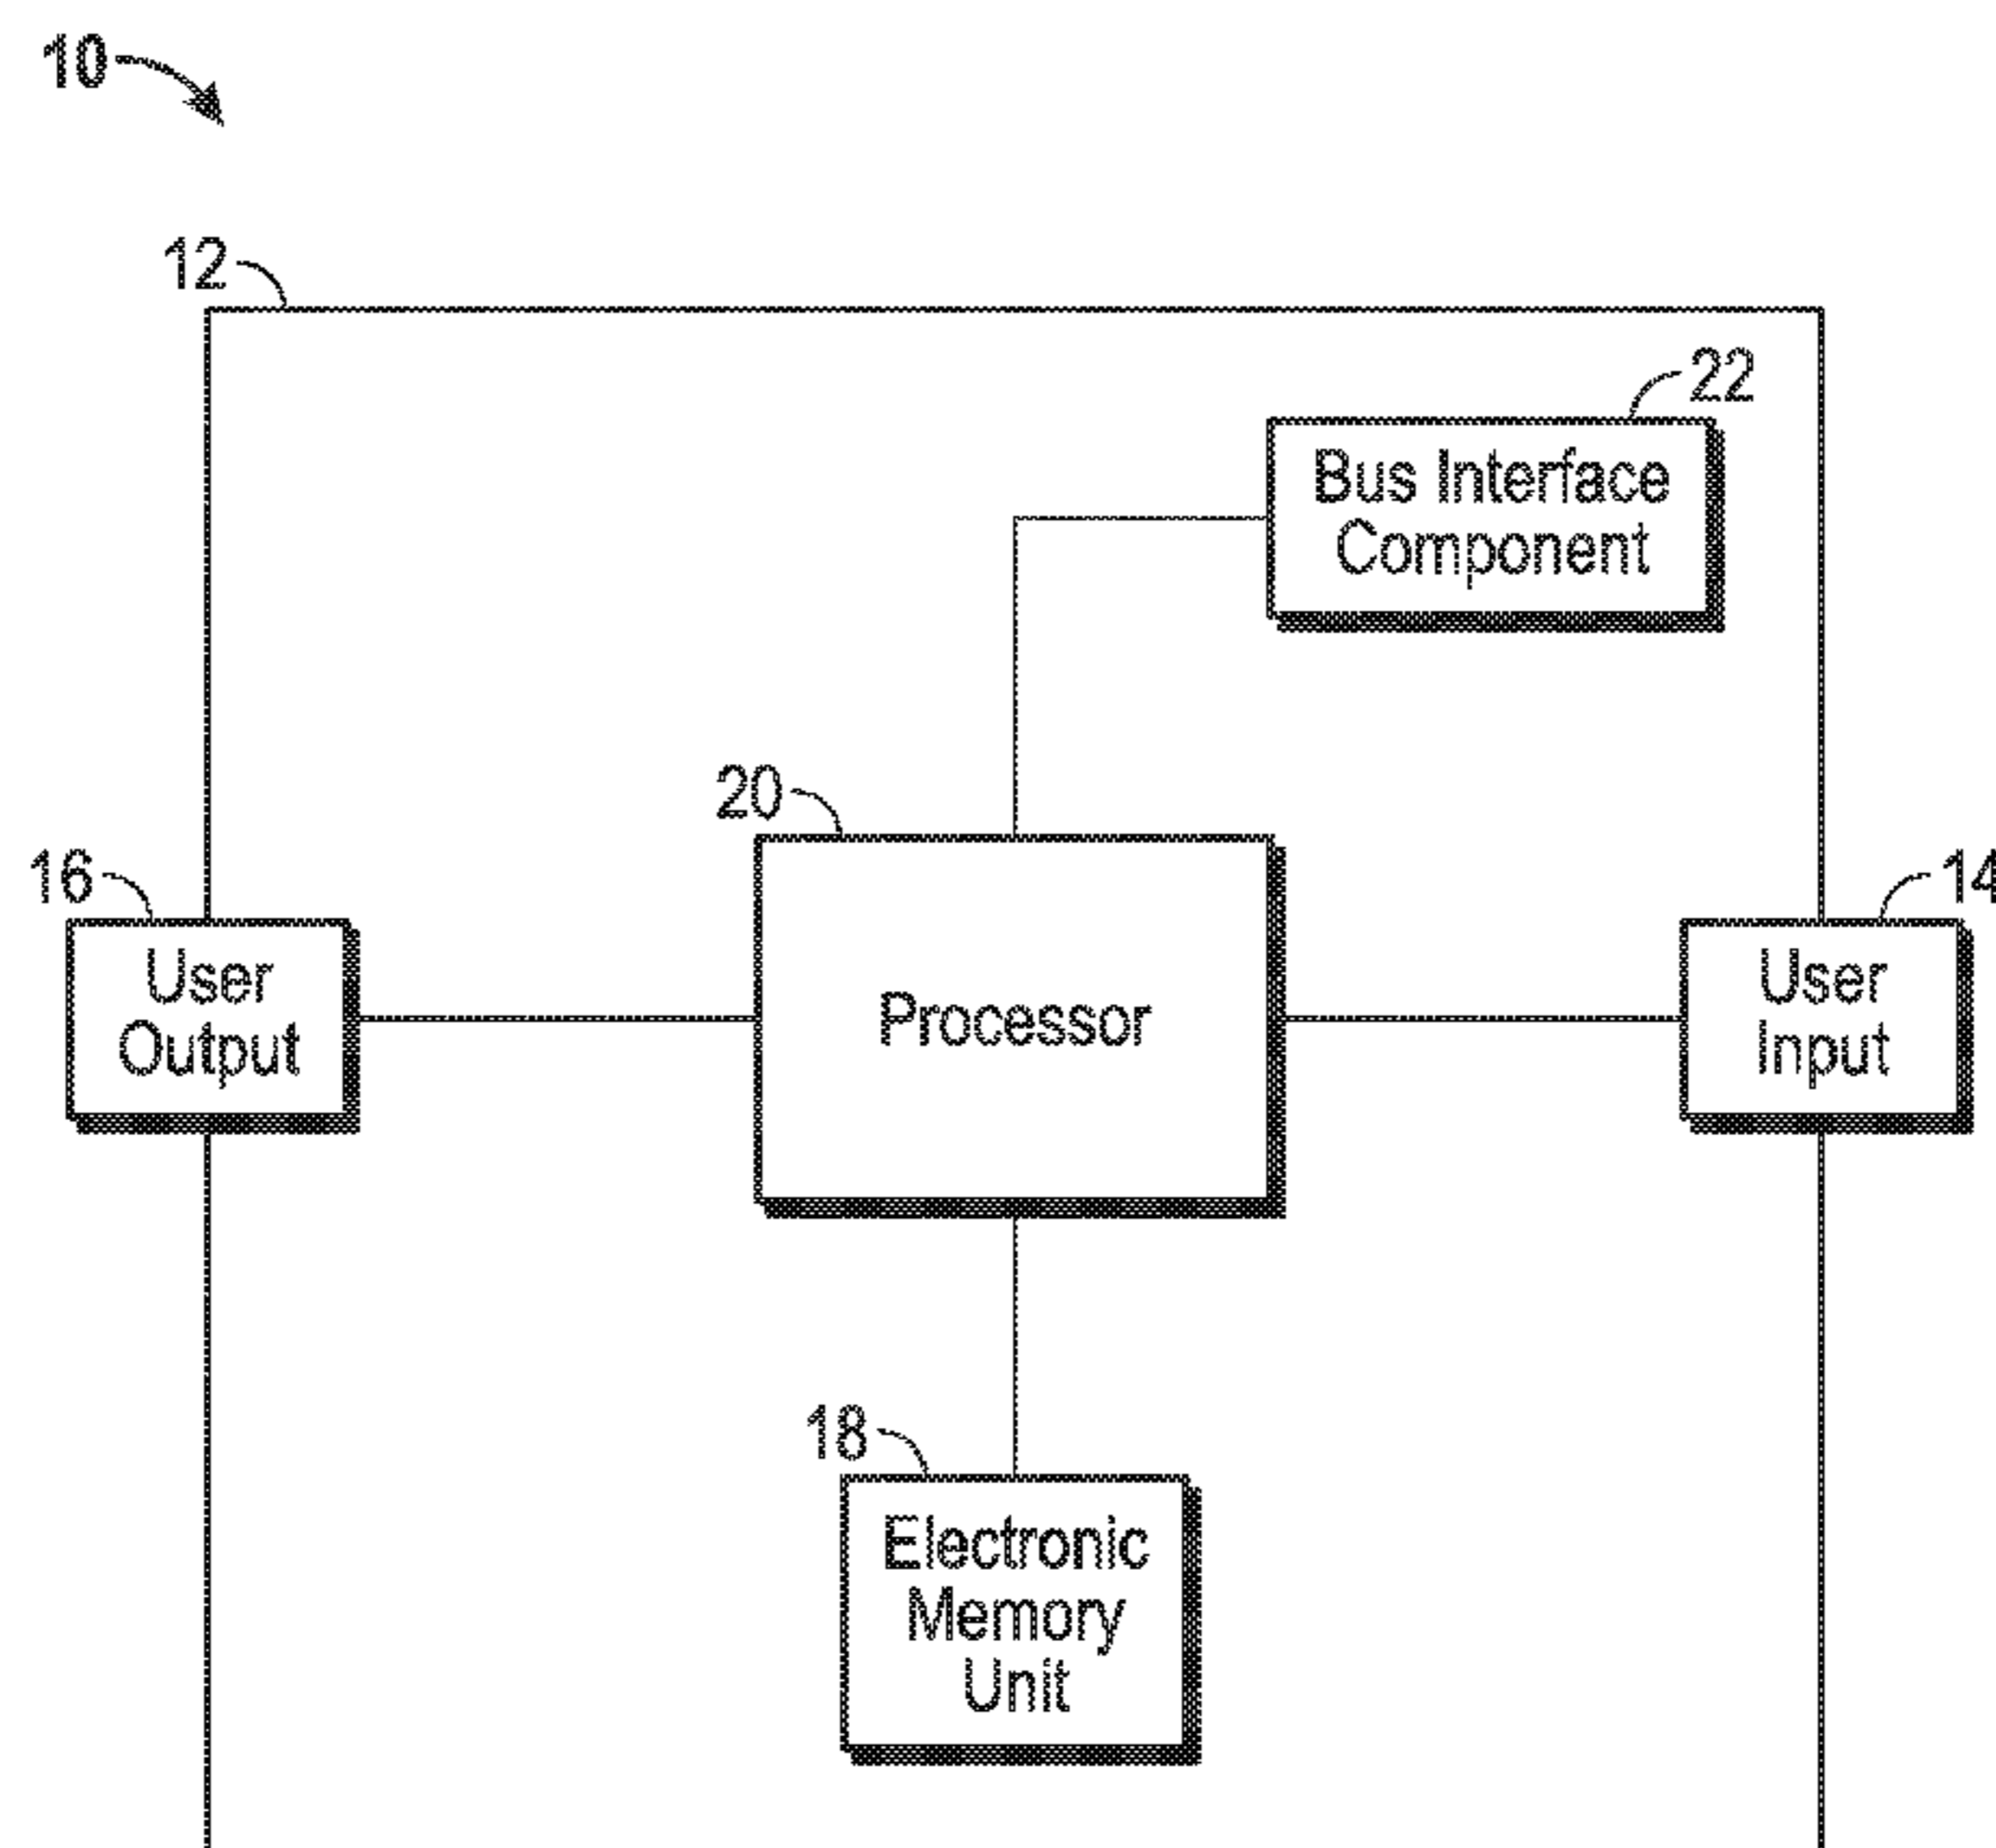 10
12
22
Bus Interface
Component
20
16
14
User
Output
Processor
User
Input
18
Electronic
Memory
Unit